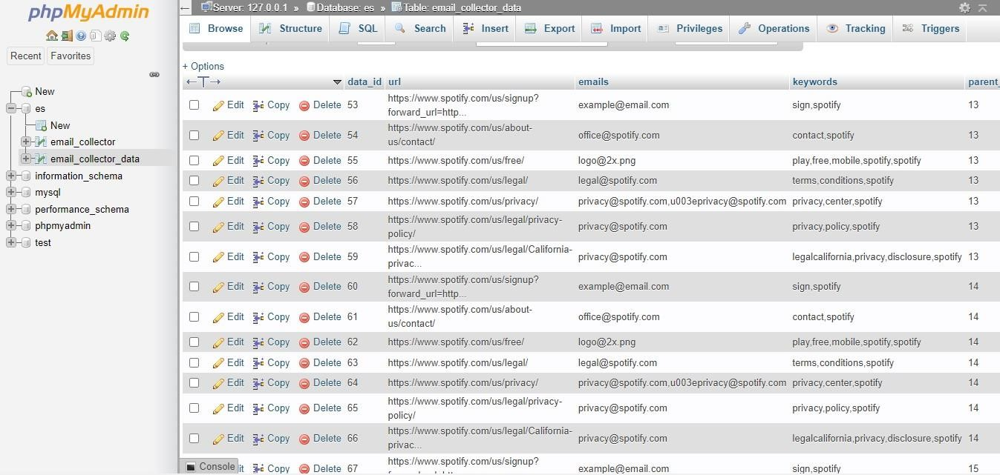 phpMyAdmin
Recent Favorites
New
es
New
email_collector
email_collector_data
information_schema
mysql
performance_schema
phpmyadmin
test
Server: 127.0.0.1 » Database: es » Table: email_collector_data
Browse Structure SQL Search Insert Export Import Privileges Operations Tracking Triggers
+ Options
←T→ data_id url emails keywords parent_
Edit Copy Delete 53 https://www.spotify.com/us/signup?
forward_url=http... example@email.com sign,spotify 13
Edit Copy Delete 54 https://www.spotify.com/us/about-
us/contact/ office@spotify.com contact,spotify 13
Edit Copy Delete 55 https://www.spotify.com/us/free/ logo@2x.png play,free,mobile,spotify,spotify 13
Edit Copy Delete 56 https://www.spotify.com/us/legal/ legal@spotify.com terms,conditions,spotify 13
Edit Copy Delete 57 https://www.spotify.com/us/privacy/ privacy@spotify.com,u003eprivacy@spotify.com privacy,center,spotify 13
Edit Copy Delete 58 https://www.spotify.com/us/legal/privacy-
policy/ privacy@spotify.com privacy,policy,spotify 13
Edit Copy Delete 59 https://www.spotify.com/us/legal/California-
privac... privacy@spotify.com legalcalifornia,privacy,disclosure,spotify 13
Edit Copy Delete 60 https://www.spotify.com/us/signup?
forward_url=http... example@email.com sign,spotify 14
Edit Copy Delete 61 https://www.spotify.com/us/about-
us/contact/ office@spotify.com contact,spotify 14
Edit Copy Delete 62 https://www.spotify.com/us/free/ logo@2x.png play,free,mobile,spotify,spotify 14
Edit Copy Delete 63 https://www.spotify.com/us/legal/ legal@spotify.com terms,conditions,spotify 14
Edit Copy Delete 64 https://www.spotify.com/us/privacy/ privacy@spotify.com,u003eprivacy@spotify.com privacy,center,spotify 14
Edit Copy Delete 65 https://www.spotify.com/us/legal/privacy-
policy/ privacy@spotify.com privacy,policy,spotify 14
Edit Copy Delete 66 https://www.spotify.com/us/legal/California-
privac... privacy@spotify.com legalcalifornia,privacy,disclosure,spotify 14
Copy Delete 67 https://www.spotify.com/us/signup?
example@email.com sign,spotify 15
Console